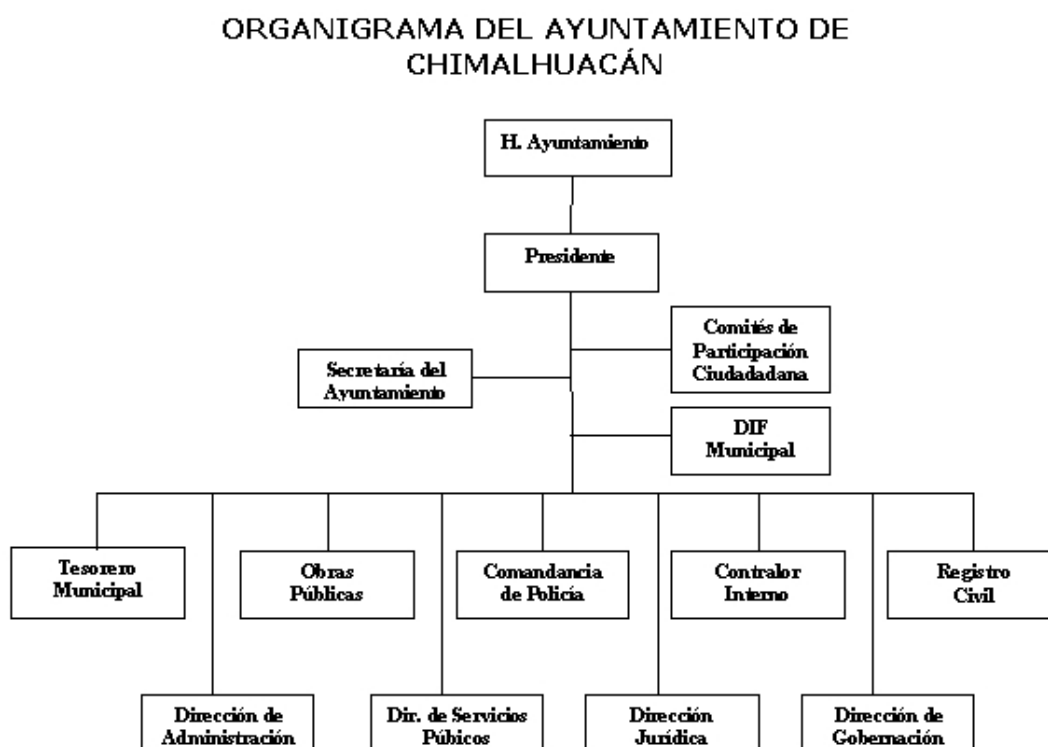 ORGANIGRAMA DEL AYUNTAMIENTO DE
CHIMALHUACÁN
H. Ayuntamiento
Presidente
Comités de
Participación
Ciudadadana
Secretaría del
Ayuntamiento
DIF
Municipal
Tesorero
Municipal
Obras
Públicas
Comandancia
de Policía
Contralor
Interno
Registro
Civil
Dirección de
Administración
Dir. de Servicios
Púbicos
Dirección
Jurídica
Dirección de
Gobernación